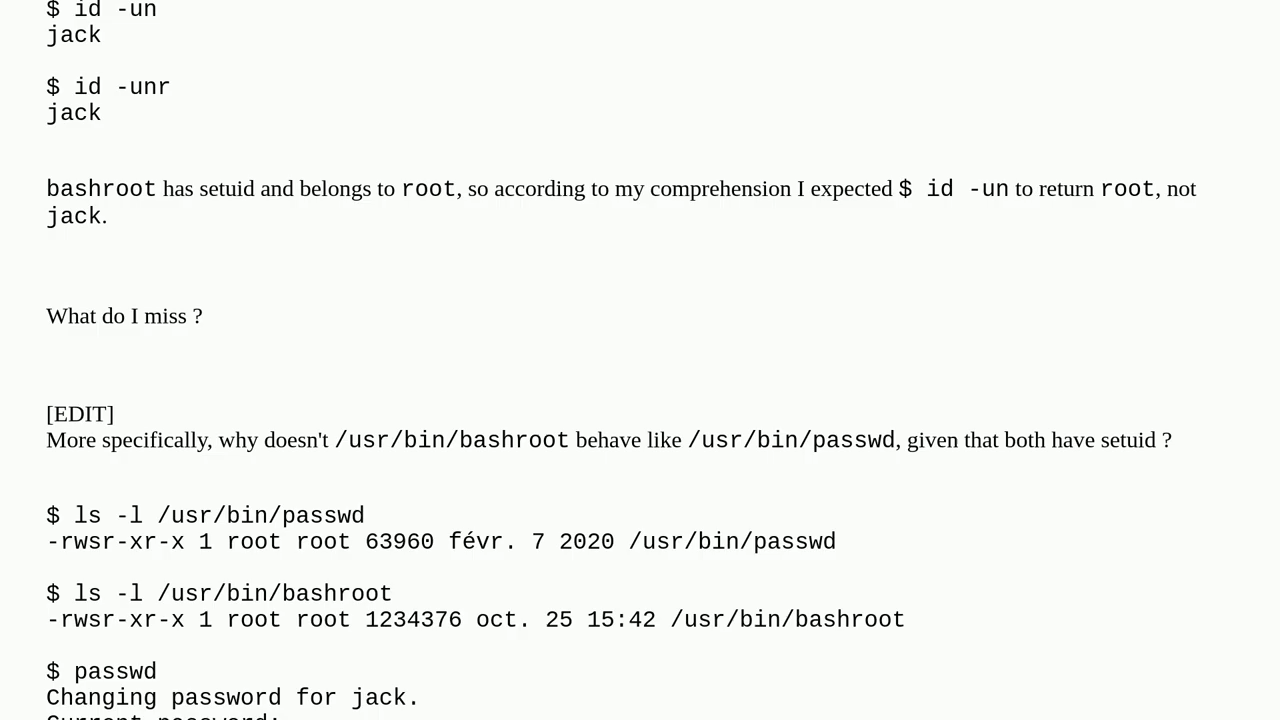 $ id -un
jack
$ id -unr
jack
bashroot has setuid and belongs to root, so according to my comprehension I expected $ id -un to return root, not
jack.
What do I miss ?
[EDIT]
More specifically, why doesn't /usr/bin/bashroot behave like /usr/bin/passwd, given that both have setuid ?
$ ls -l /usr/bin/passwd
-rwsr-xr-x 1 root root 63960 févr. 7 2020 /usr/bin/passwd
$ ls -l /usr/bin/bashroot
-rwsr-xr-x 1 root root 1234376 oct. 25 15:42 /usr/bin/bashroot
$ passwd
Changing password for jack.
Current password: